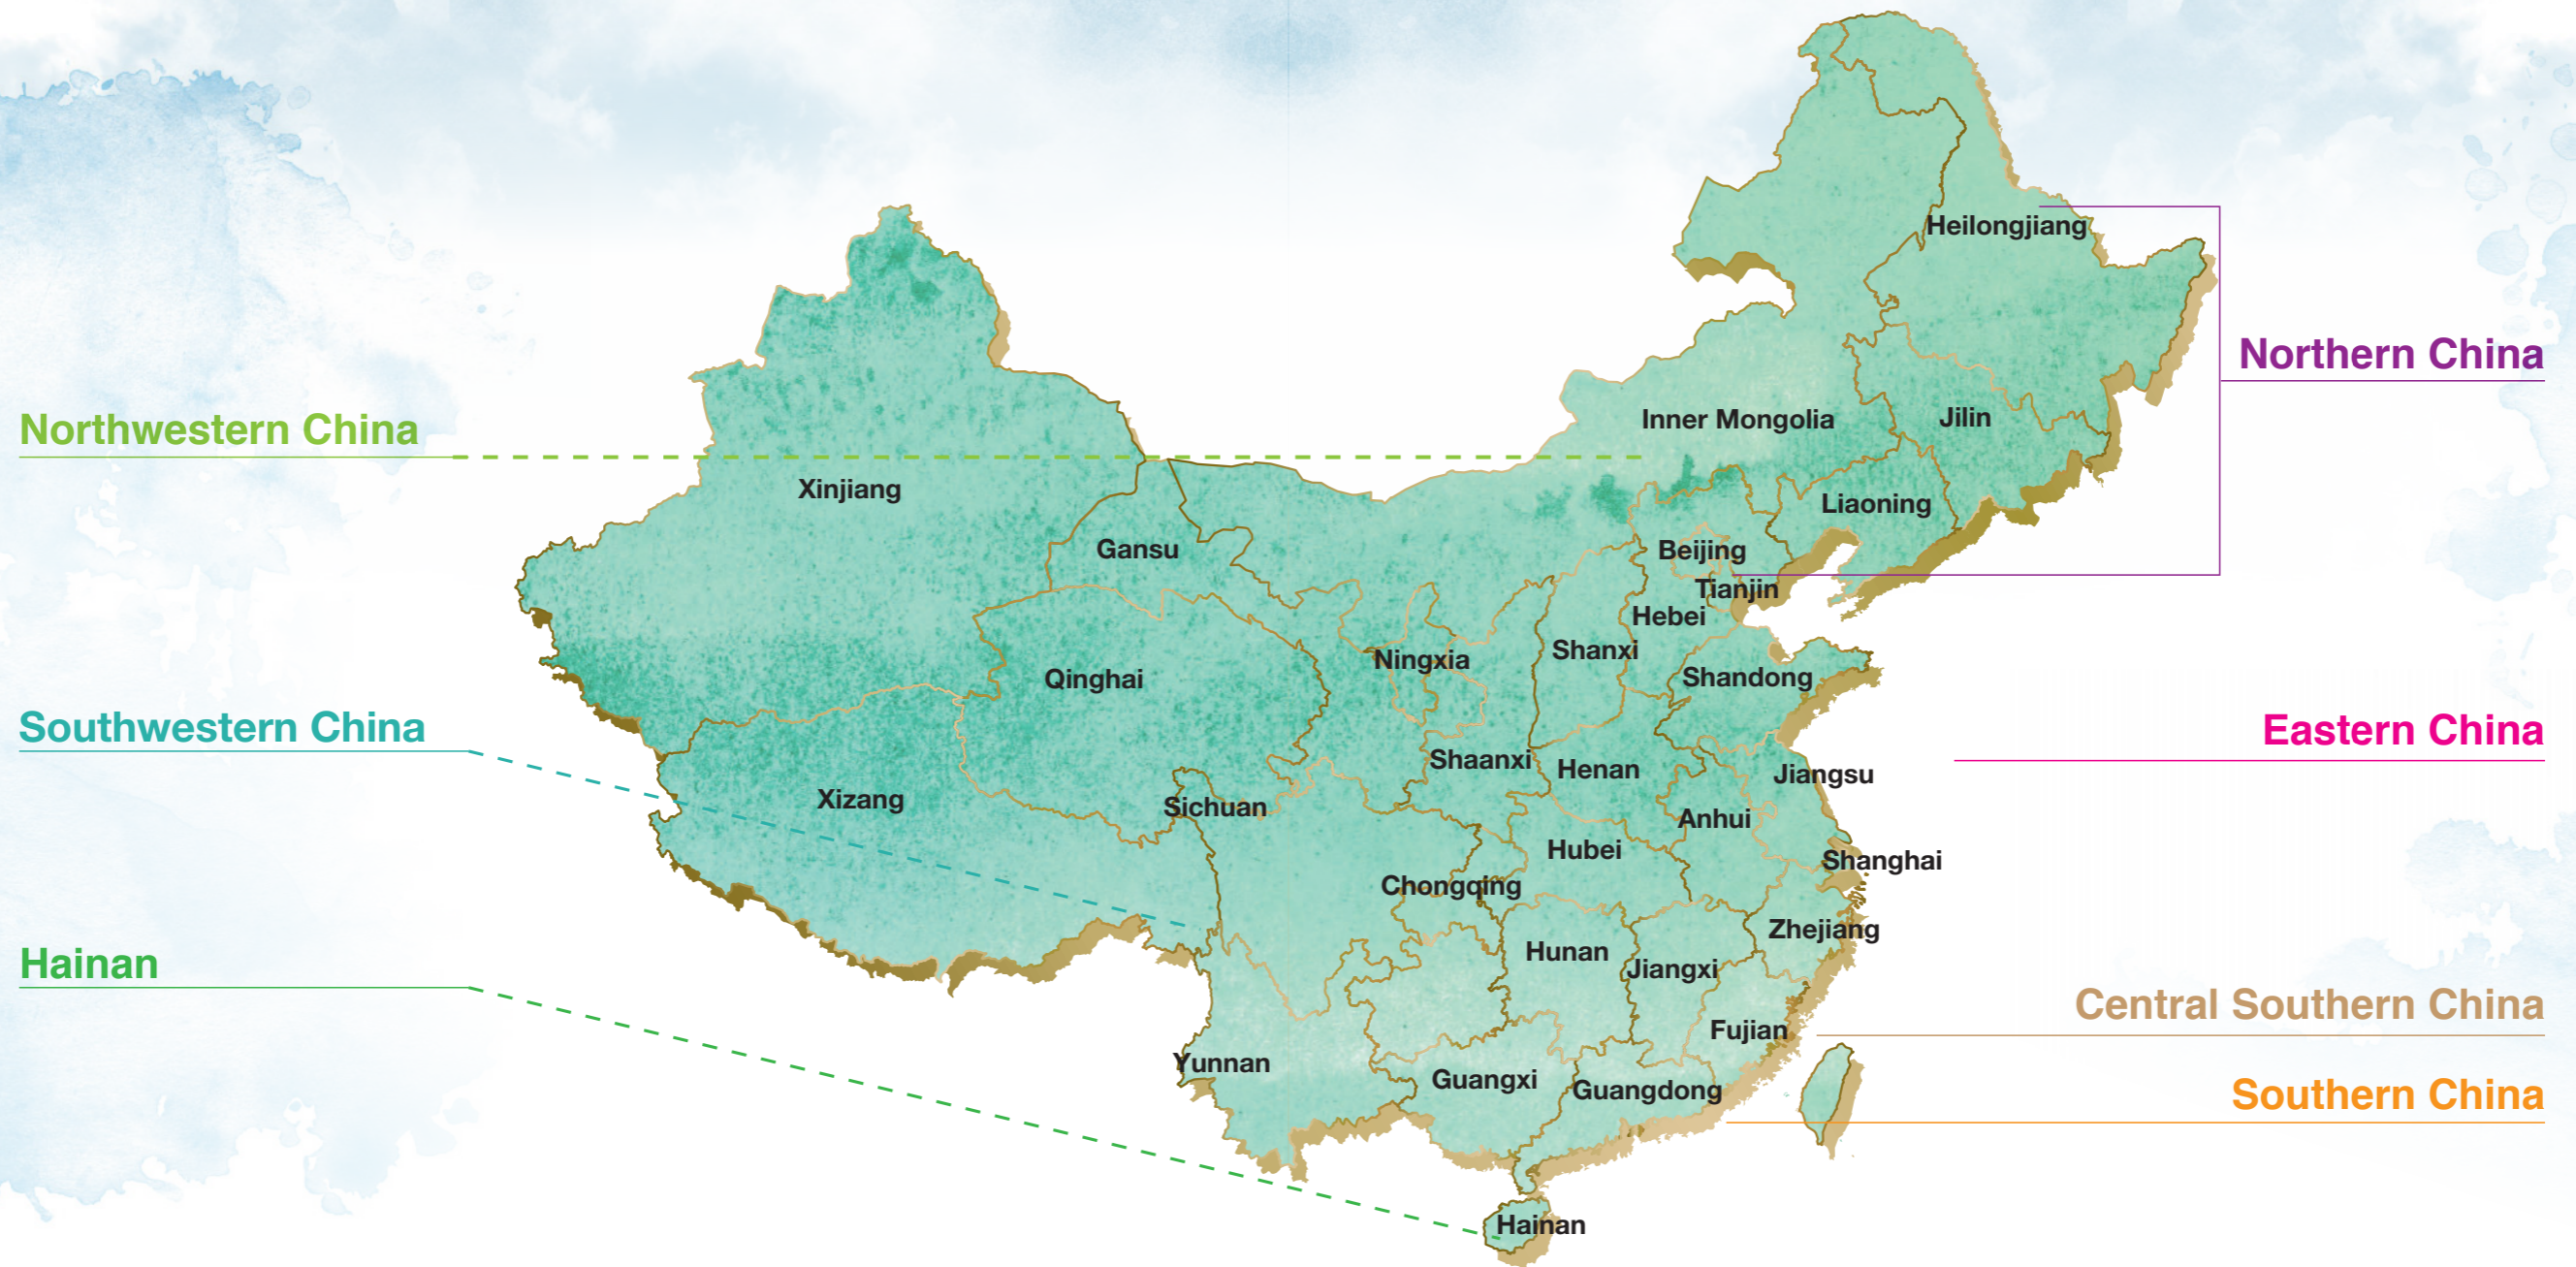 Heilongjiang
Northern China
Inner Mongolia
Jilin
Northwestern China
Xinjiang
Liaoning
Gansu
Beijing
Tianjin
Hebei
Shanxi
Ningxia
Qinghai
Shandong
Southwestern China
Eastern China
Shaanxi
Henan
Jiangsu
Xizang
Sichuan
Anhui
Hubei
Shanghai
Chongqing
Zhejiang
Hunan
Hainan
Jiangxi
Central Southern China
Fujian
Yunnan
Guangxi
Guangdong
Southern China
Hainan